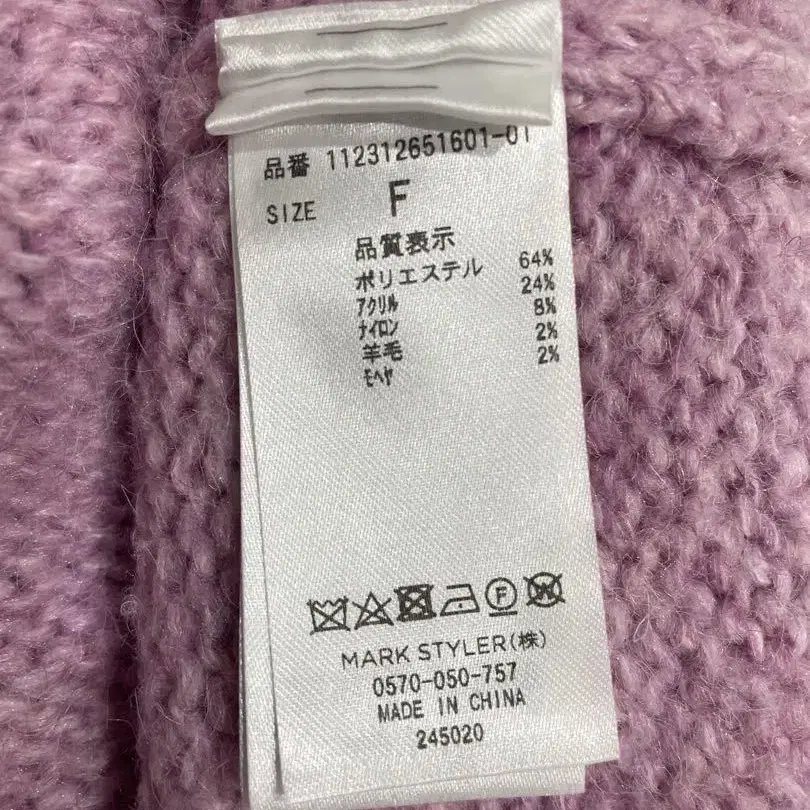 品番 112312651601-01
SIZE F
品質表示
ポリエステル 64%
アクリル 24%
ナイロン 8%
羊毛 2%
モヘヤ 2%
F W
MARK STYLER(株)
0570-050-757
MADE IN CHINA
245020